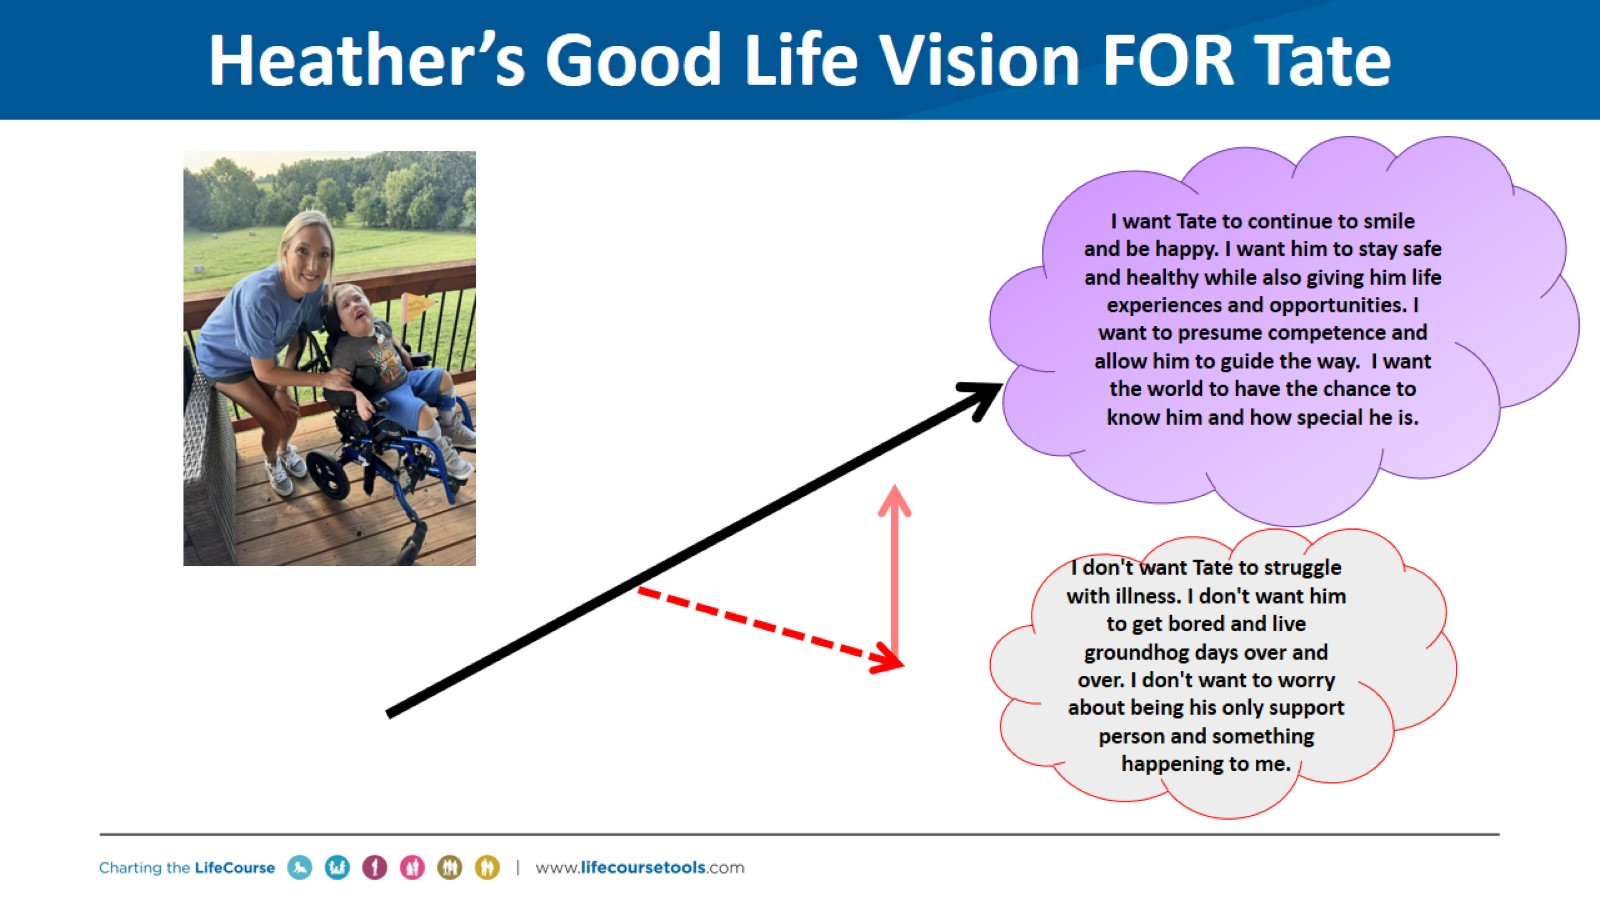 Heather’s Good Life Vision FOR Tate
I want Tate to continue to smile
and be happy. I want him to stay safe
and healthy while also giving him life
experiences and opportunities. I
want to presume competence and
allow him to guide the way.  I want
the world to have the chance to
know him and how special he is.
I don't want Tate to struggle
with illness. I don't want him
to get bored and live
groundhog days over and
over. I don't want to worry
about being his only support
person and something
happening to me.
Charting the LifeCourse | www.lifecoursetools.com